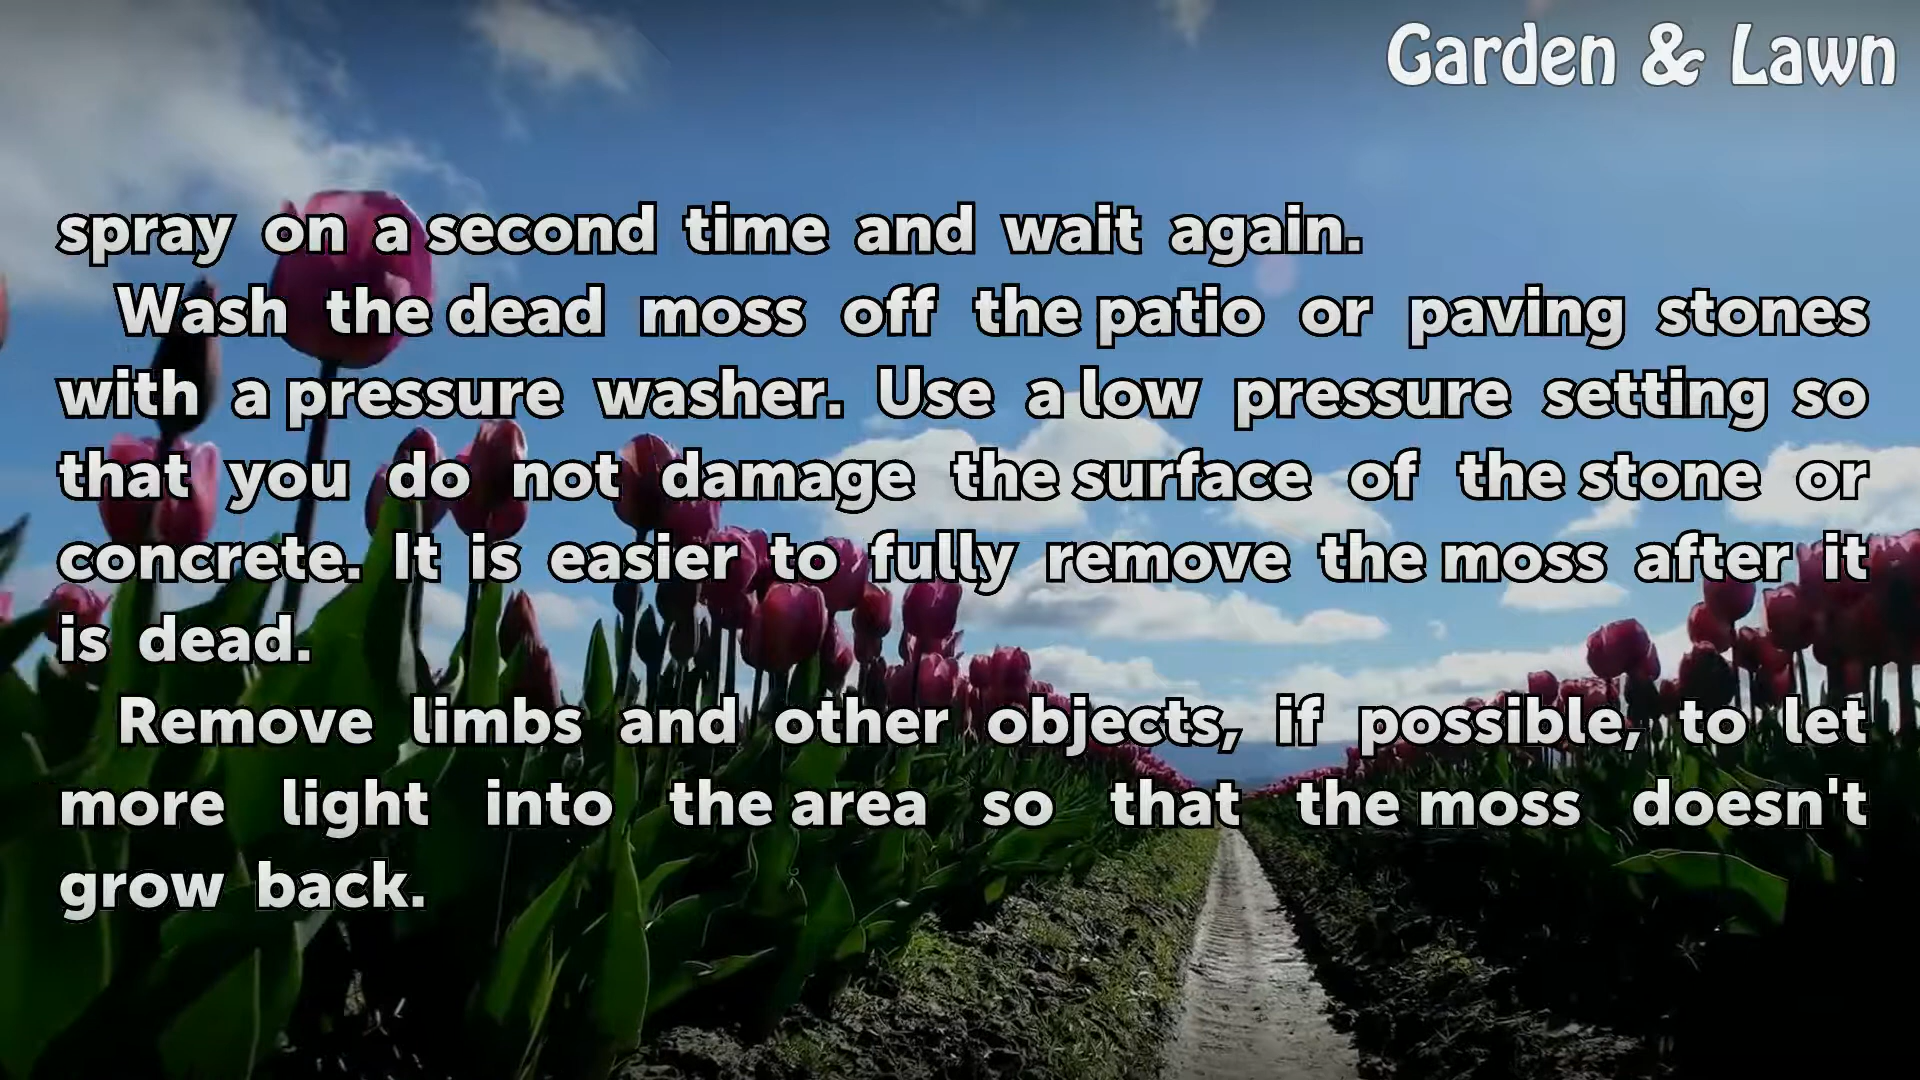 Garden & Lawn
spray on a second time and wait again.
Wash the dead moss off the patio or paving stones
with a pressure washer. Use a low pressure setting so
that you do not damage the surface of the stone or
concrete. It is easier to fully remove the moss after it
is dead.
Remove limbs and other objects, if possible, to let
more light into the area so that the moss doesn't
grow back.